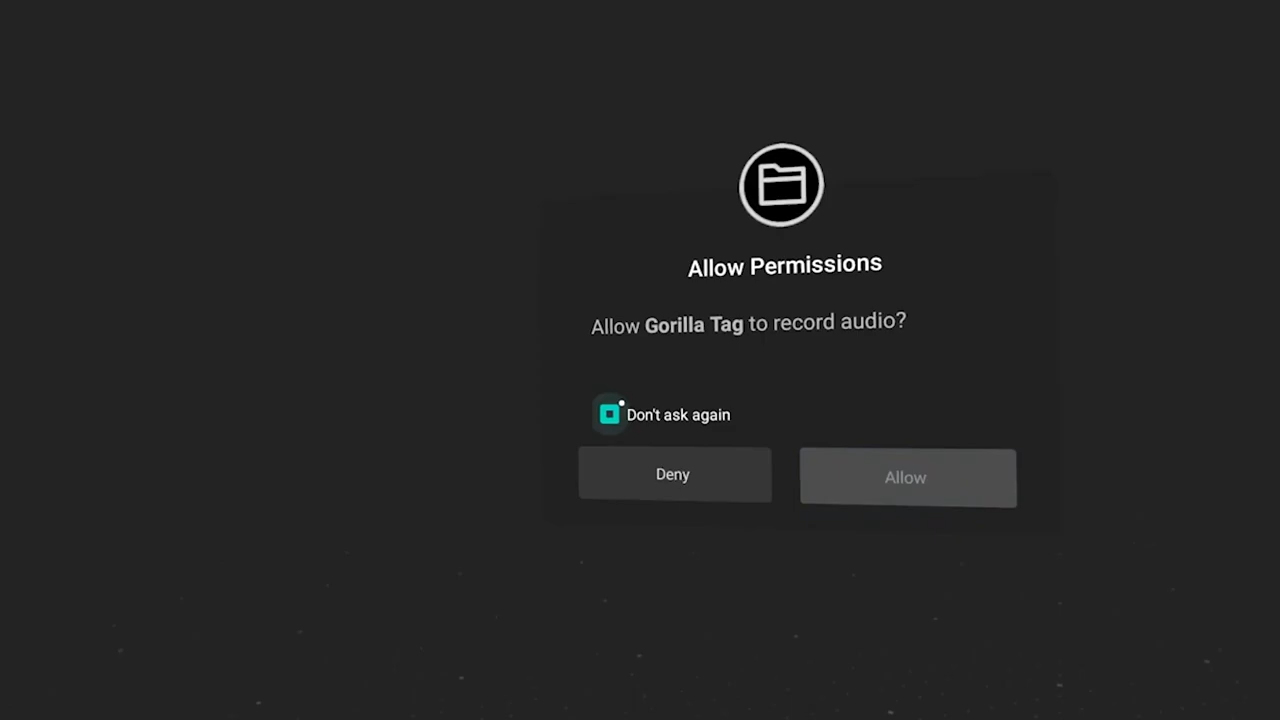 Allow Permissions
Allow Gorilla Tag to record audio?
Don't ask again
Deny
Allow